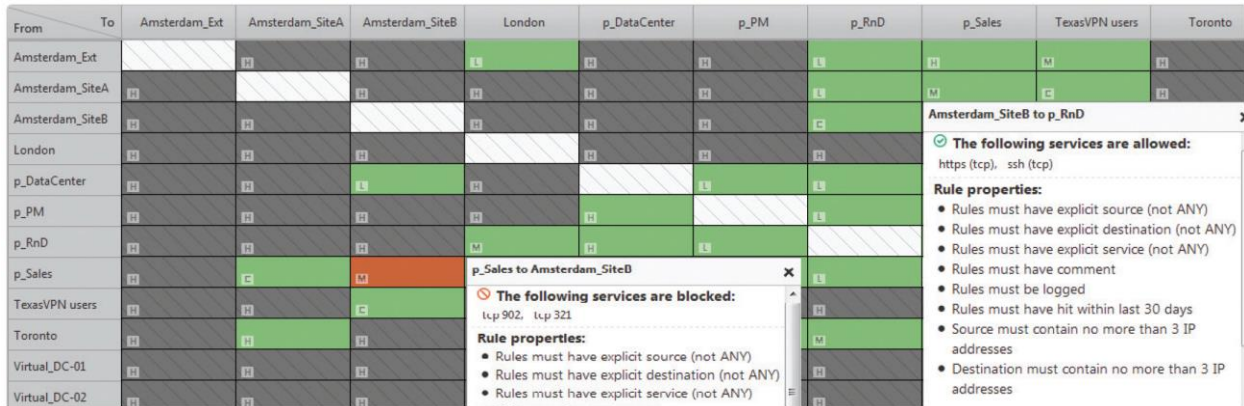 From To Amsterdam_Ext Amsterdam_SiteA Amsterdam_SiteB London p_DataCenter p_PM p_RnD p_Sales TexasVPN users Toronto
Amsterdam_Ext H H L H H L H M H
Amsterdam_SiteA H H H H H L M C H
Amsterdam_SiteB H H H H H C
London H H H H H H
p_DataCenter H H L H L L
p_PM H H H H H L
p_RnD H H H M H L
p_Sales H C M L
TexasVPN users H H C H
Toronto H H H M
Virtual_DC-01 H H H H
Virtual_DC-02 H H H H
p_Sales to Amsterdam_SiteB
The following services are blocked:
tcp 902, tcp 321
Rule properties:
• Rules must have explicit source (not ANY)
• Rules must have explicit destination (not ANY)
• Rules must have explicit service (not ANY)
Amsterdam_SiteB to p_RnD
The following services are allowed:
https (tcp), ssh (tcp)
Rule properties:
• Rules must have explicit source (not ANY)
• Rules must have explicit destination (not ANY)
• Rules must have explicit service (not ANY)
• Rules must have comment
• Rules must be logged
• Rules must have hit within last 30 days
• Source must contain no more than 3 IP
addresses
• Destination must contain no more than 3 IP
addresses